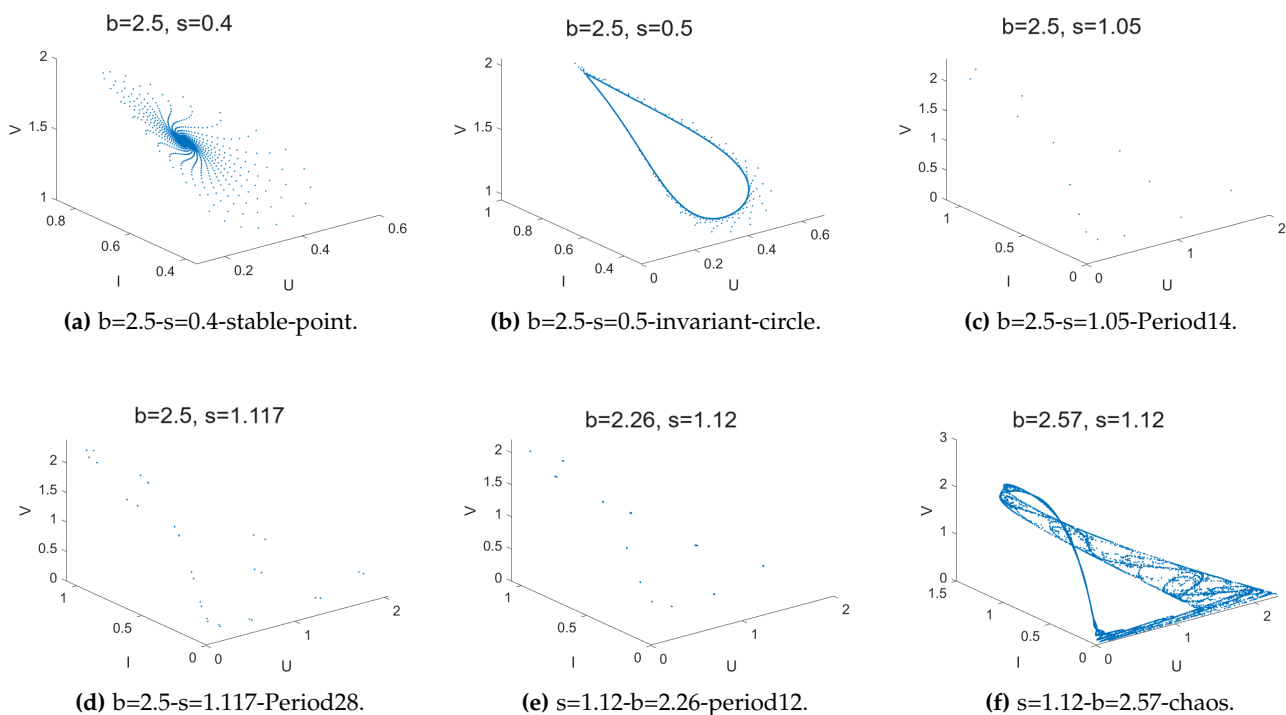 b=2.5, s=0.4
2
1.5
1
V
0.8
0.6
0.4
I
0.2
0.4
0.6
U
(a) b=2.5-s=0.4-stable-point.
b=2.5, s=0.5
2
1.5
1
V
1
0.8
0.6
0.4
I
0
0.2
0.4
0.6
U
(b) b=2.5-s=0.5-invariant-circle.
b=2.5, s=1.05
2
1.5
1
0.5
0
V
1
0.5
0
I
0
1
2
U
(c) b=2.5-s=1.05-Period14.
b=2.5, s=1.117
2
1.5
1
0.5
0
V
1
0.5
0
I
0
1
2
U
(d) b=2.5-s=1.117-Period28.
b=2.26, s=1.12
2
1.5
1
0.5
0
V
1
0.5
0
I
0
1
2
U
(e) s=1.12-b=2.26-period12.
b=2.57, s=1.12
3
2
1
0
V
1.5
1
0.5
0
I
0
1
2
U
(f) s=1.12-b=2.57-chaos.